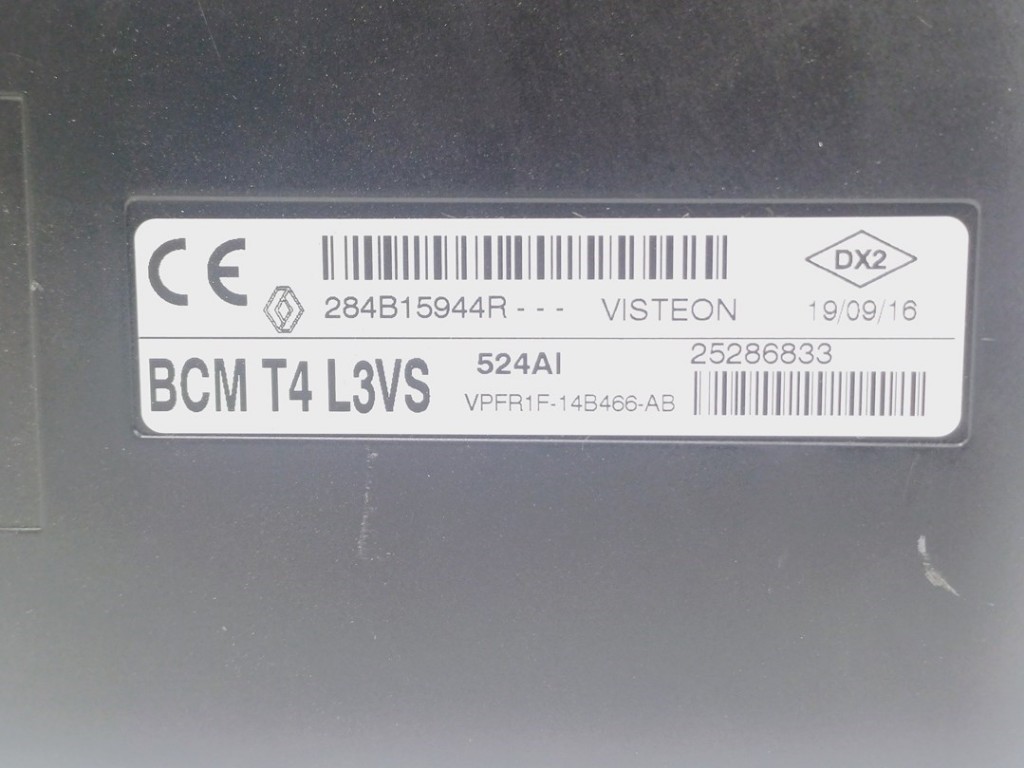 CE 284B15944R--- VISTEON DX2 19/09/16
BCM T4 L3VS 524AI 25286833
VPFR1F-14B466-AB